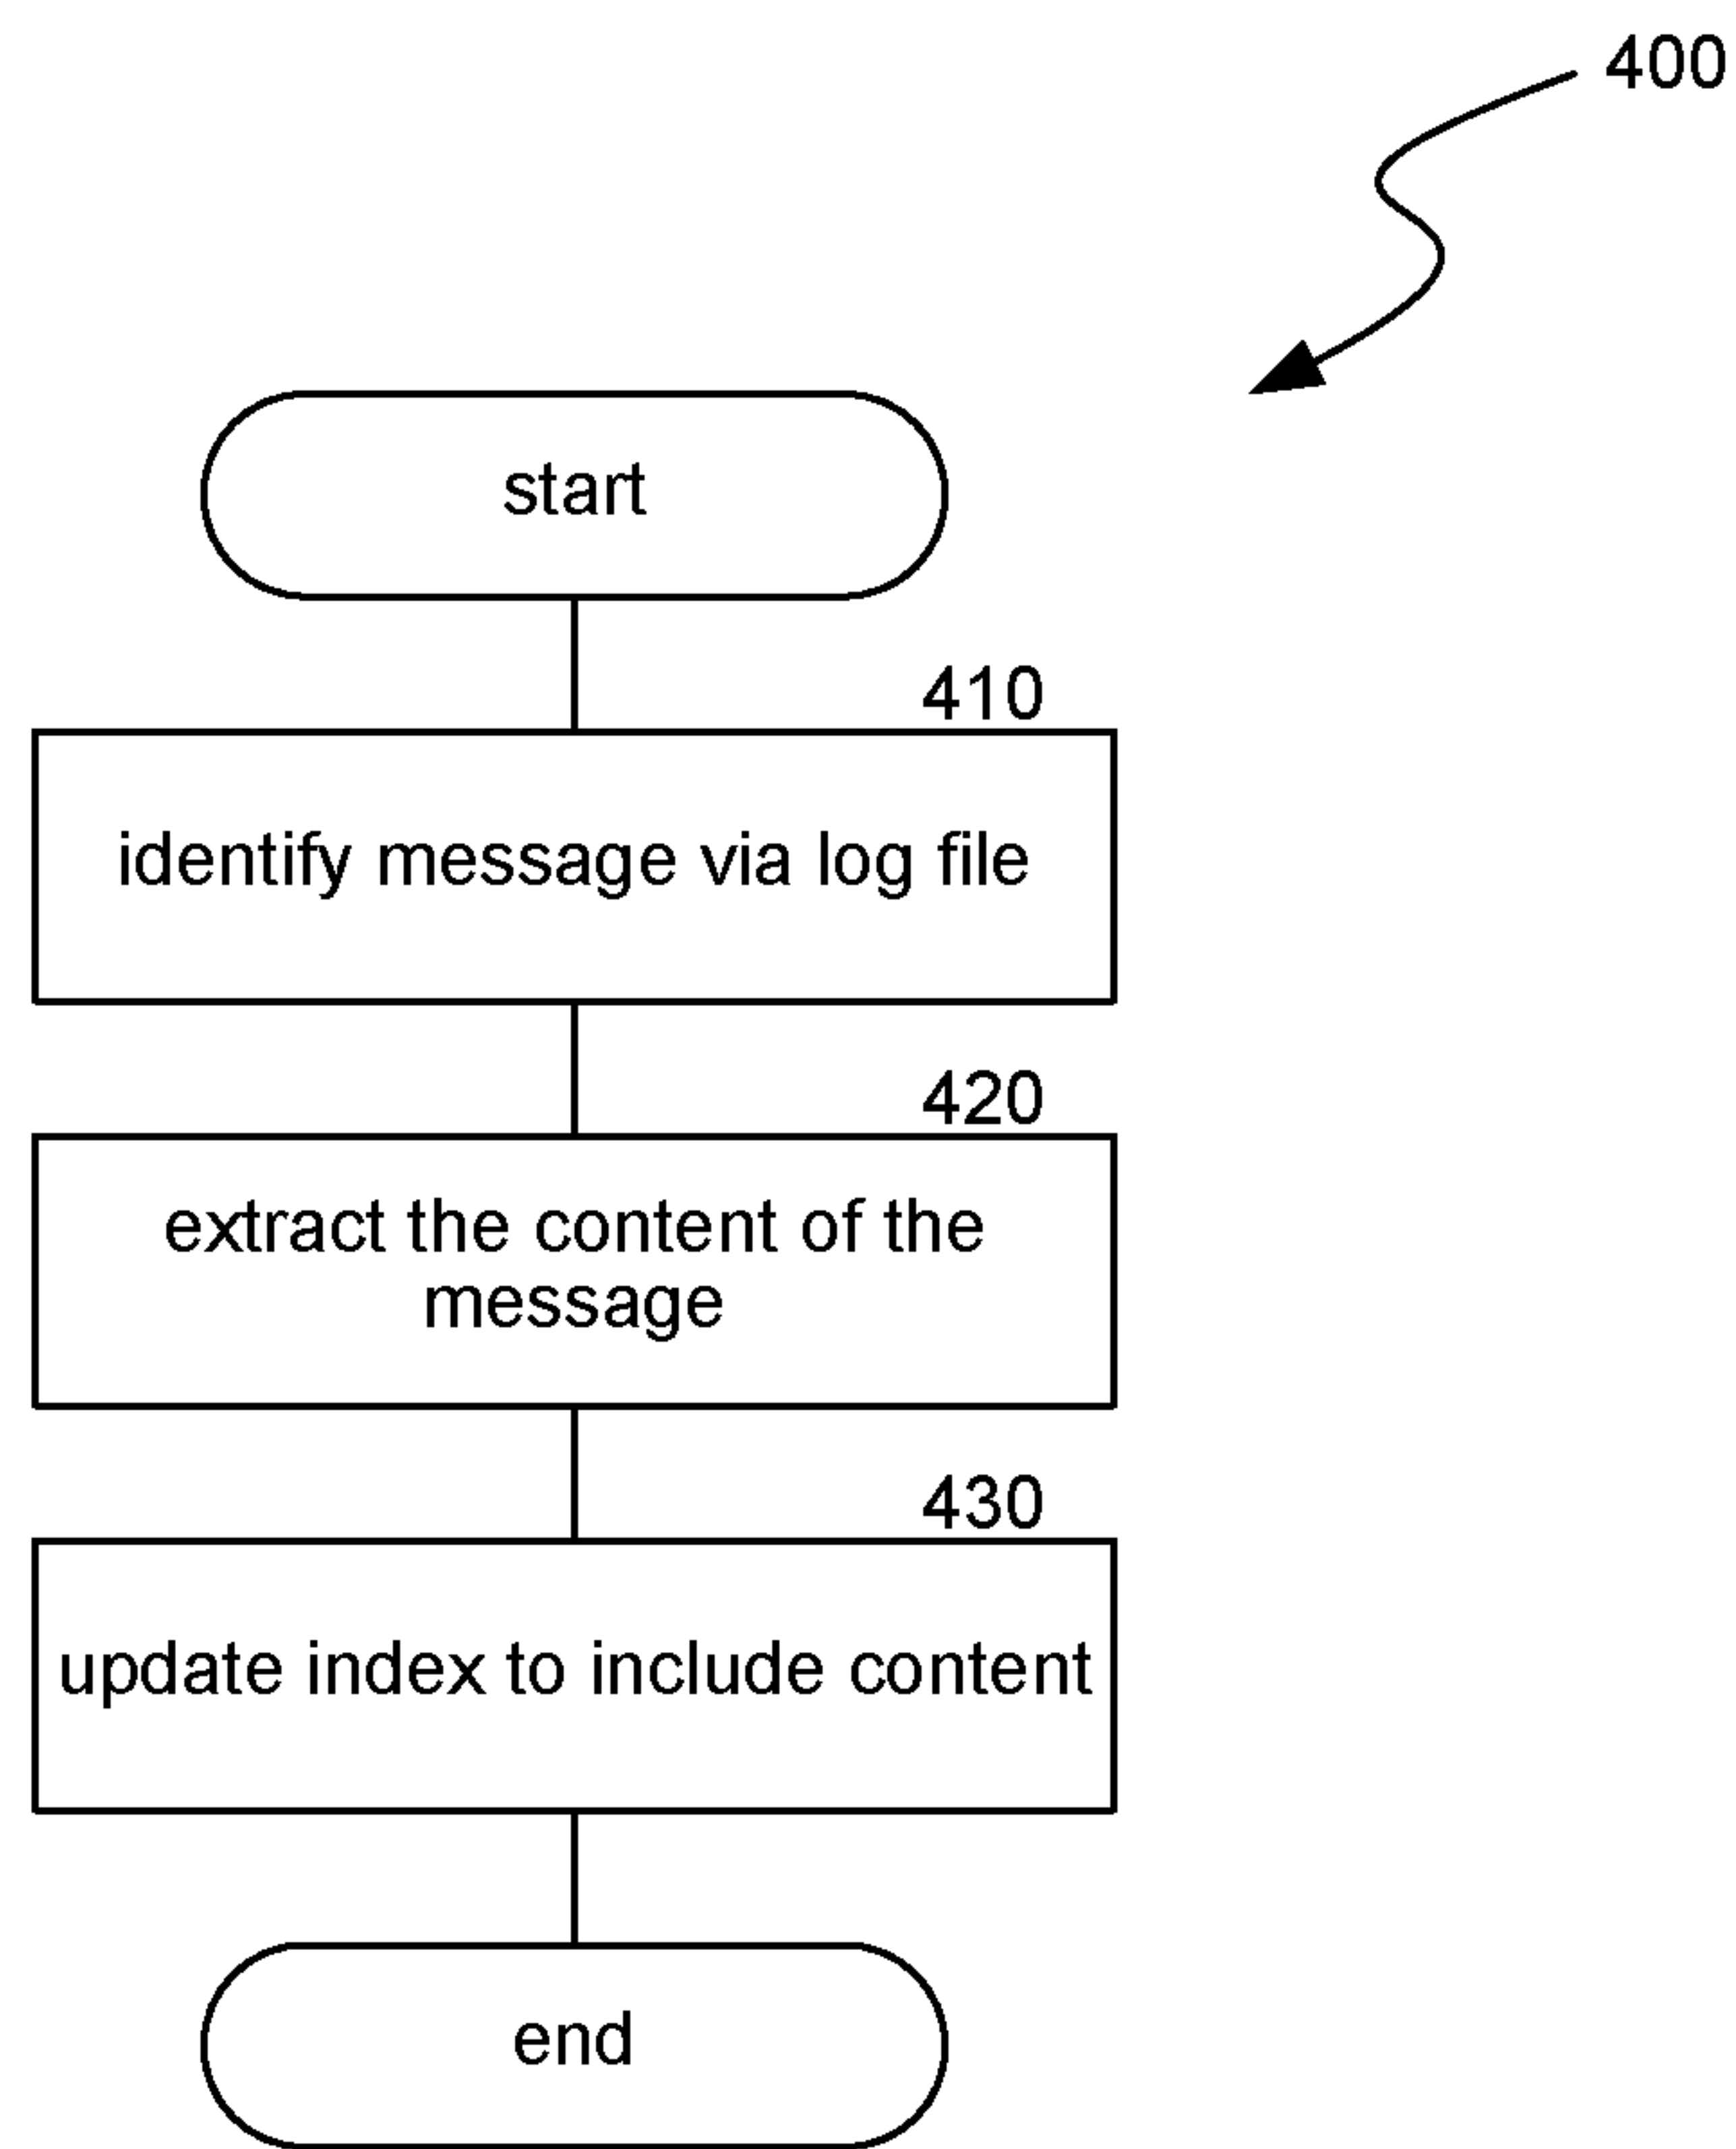 400
start
410
identify message via log file
420
extract the content of the
message
430
update index to include content
end